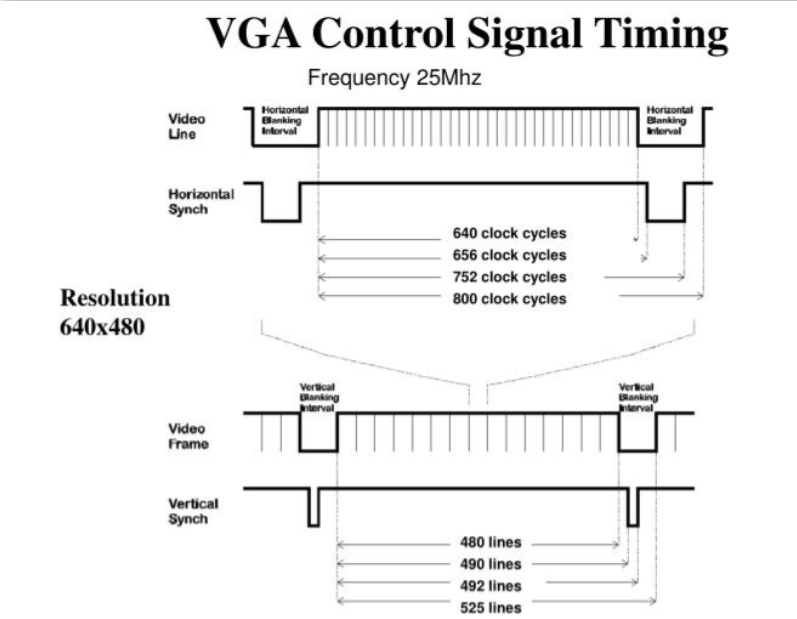 VGA Control Signal Timing
Frequency 25Mhz
Video
Line
Horizontal
Blanking
Interval
Horizontal
Blanking
Interval
Horizontal
Synch
640 clock cycles
656 clock cycles
752 clock cycles
800 clock cycles
Resolution
640x480
Vertical
Blanking
Interval
Vertical
Blanking
Interval
Video
Frame
Vertical
Synch
480 lines
490 lines
492 lines
525 lines